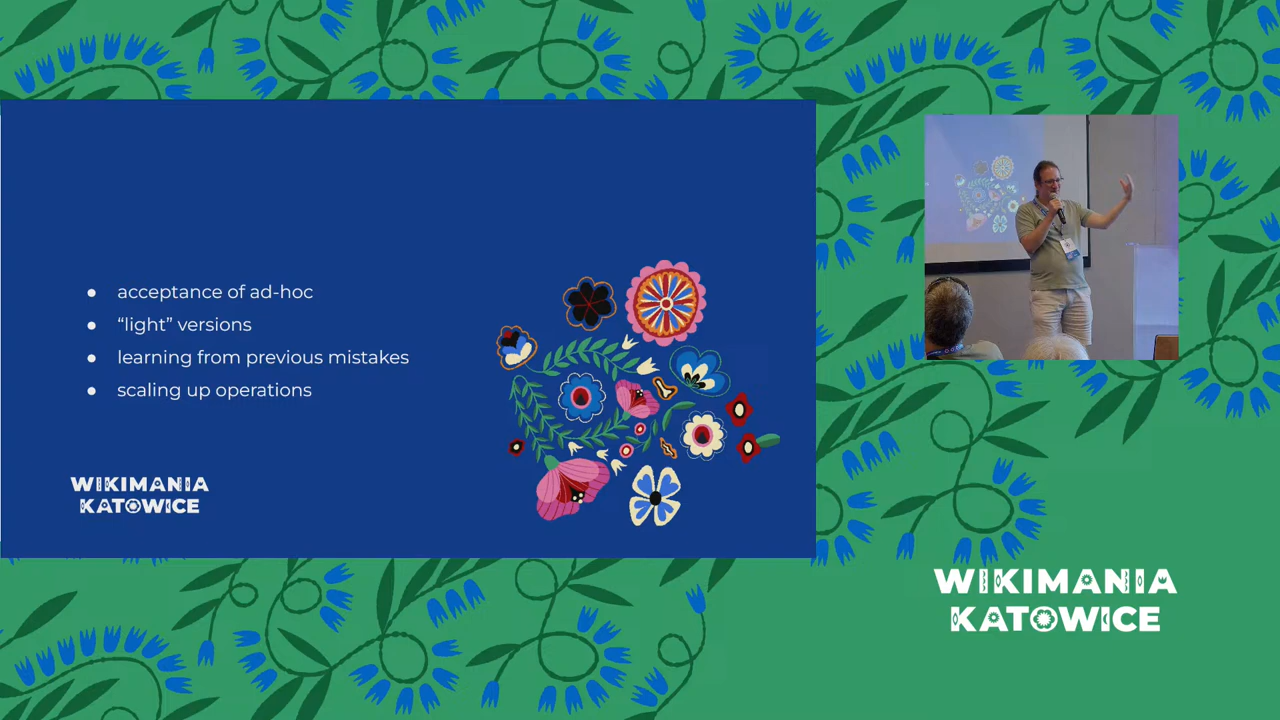 acceptance of ad-hoc
“light” versions
learning from previous mistakes
scaling up operations
WIKIMANIA
KATOWICE
WIKIMANIA
KATOWICE